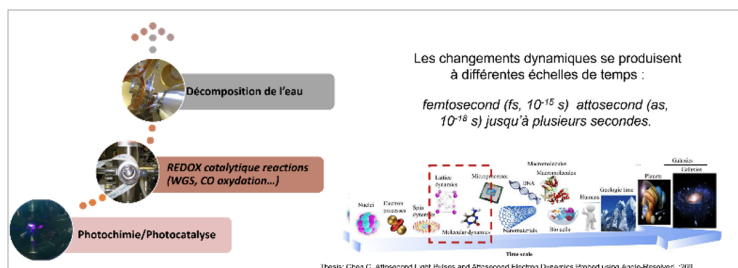 Décomposition de l'eau
REDOX catalytique reactions
(WGS, CO oxydation...)
Photochimie/Photocatalyse
Les changements dynamiques se produisent
à différentes échelles de temps :
femtosecond (fs, 10-15 s) attosecond (as,
10-18 s) jusqu'à plusieurs secondes.
Galaxies
Macromolecules
Planets
Galaxies
Lattice
dynamics
Microprocessor
Macromolecules
DNA
Geologic time
Nuclei
Electron
processes
Humans
Spin
dynamics
Molecular dynamics
Nanomaterials
Bio cells
Time scale
Thesis: Chen C. Attosecond Light Pulses and Attosecond Electron Dynamics Probed using Angle-Resolved